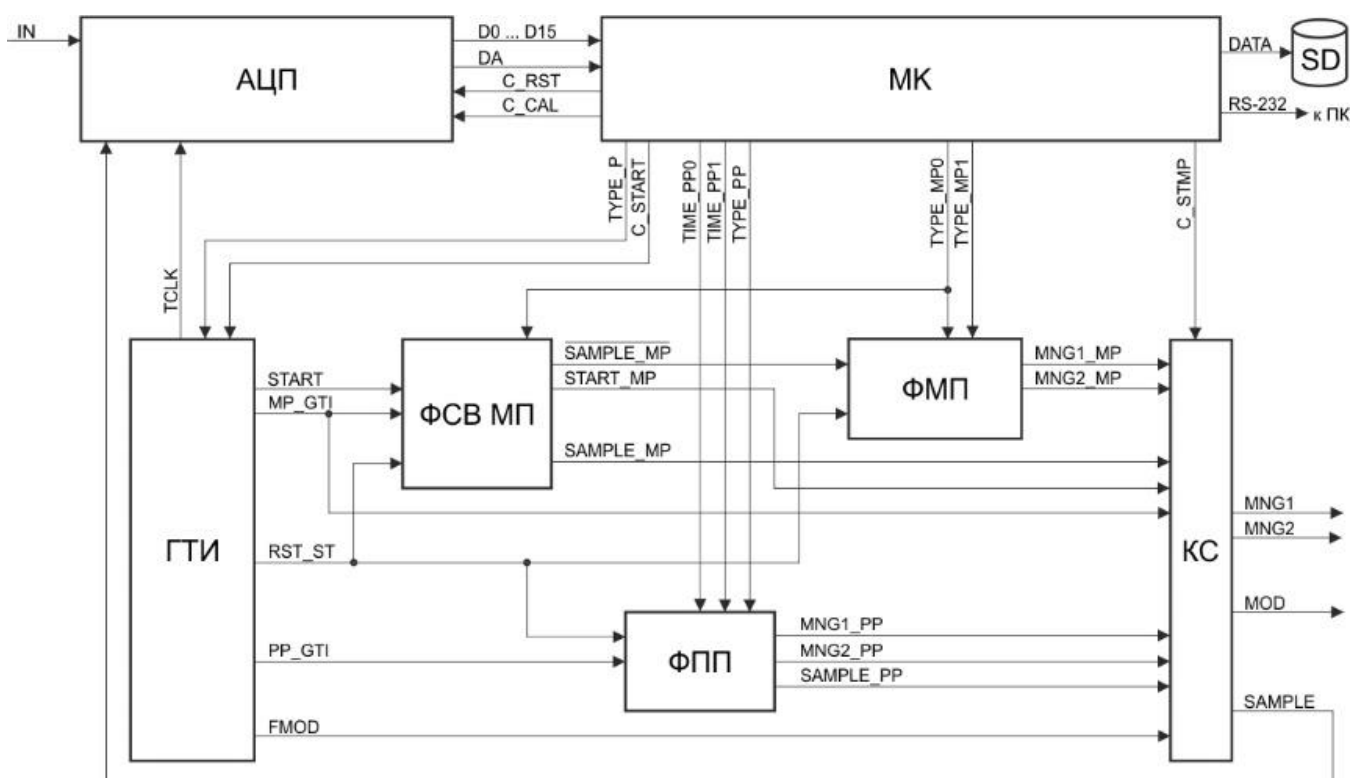 IN
АЦП
D0 ... D15
DA
C_RST
C_CAL
МК
DATA
SD
RS-232
к ПК
TYPE_P
C_START
TIME_PP0
TIME_PP1
TYPE_PP
TYPE_MP0
TYPE_MP1
C_STMP
TCLK
ГТИ
START
MP_GTI
RST_ST
PP_GTI
FMOD
ФСВ МП
SAMPLE_MP
START_MP
SAMPLE_MP
ФМП
MNG1_MP
MNG2_MP
ФПП
MNG1_PP
MNG2_PP
SAMPLE_PP
КС
MNG1
MNG2
MOD
SAMPLE